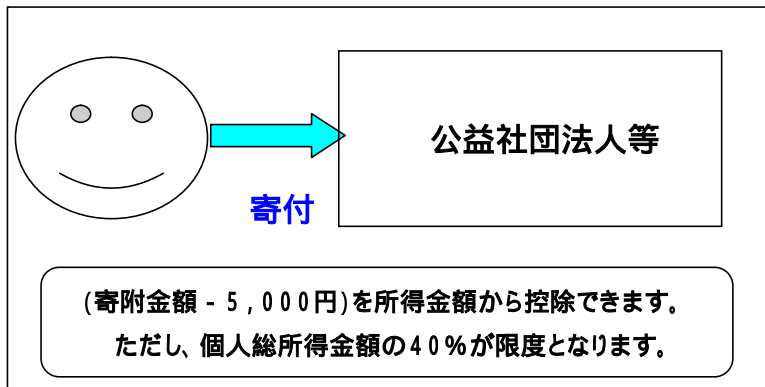 公益社団法人等
寄付
(寄附金額－５,０００円)を所得金額から控除できます。
ただし、個人総所得金額の４０％が限度となります。